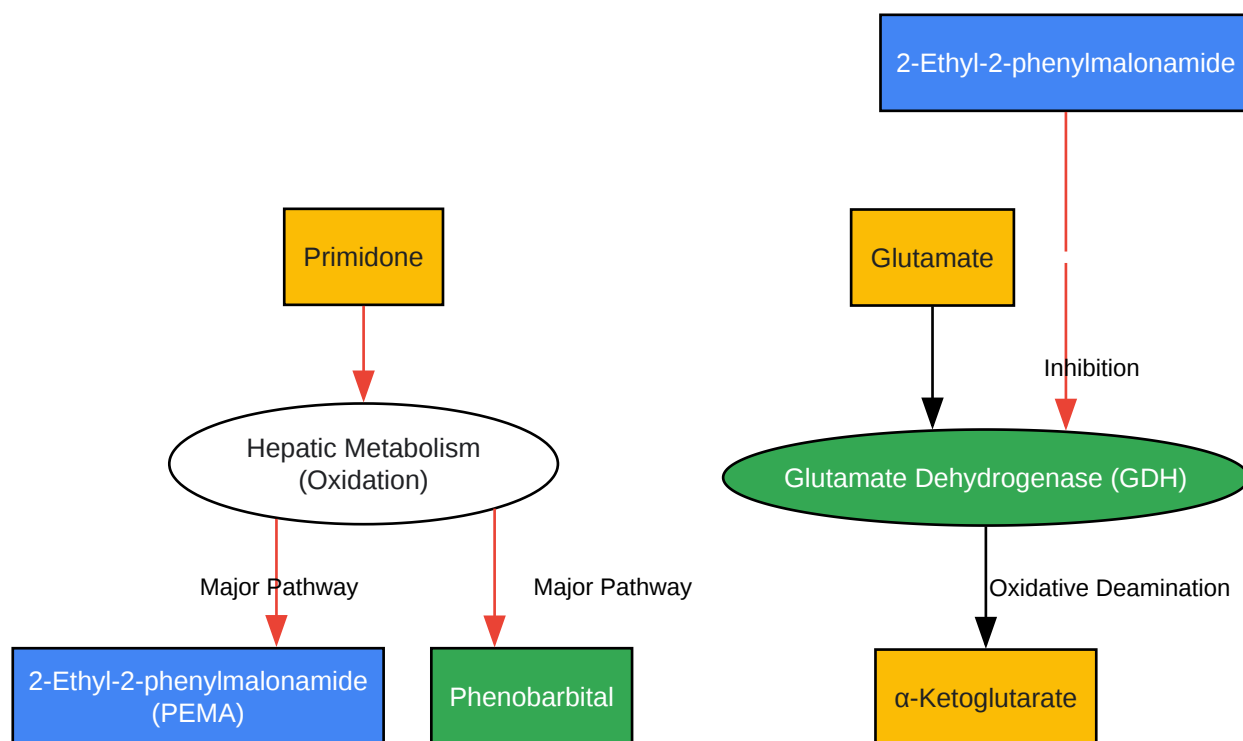 Primidone
Hepatic Metabolism
(Oxidation)
Major Pathway
Major Pathway
2-Ethyl-2-phenylmalonamide
(PEMA)
Phenobarbital
2-Ethyl-2-phenylmalonamide
Glutamate
Inhibition
Glutamate Dehydrogenase (GDH)
Oxidative Deamination
α-Ketoglutarate